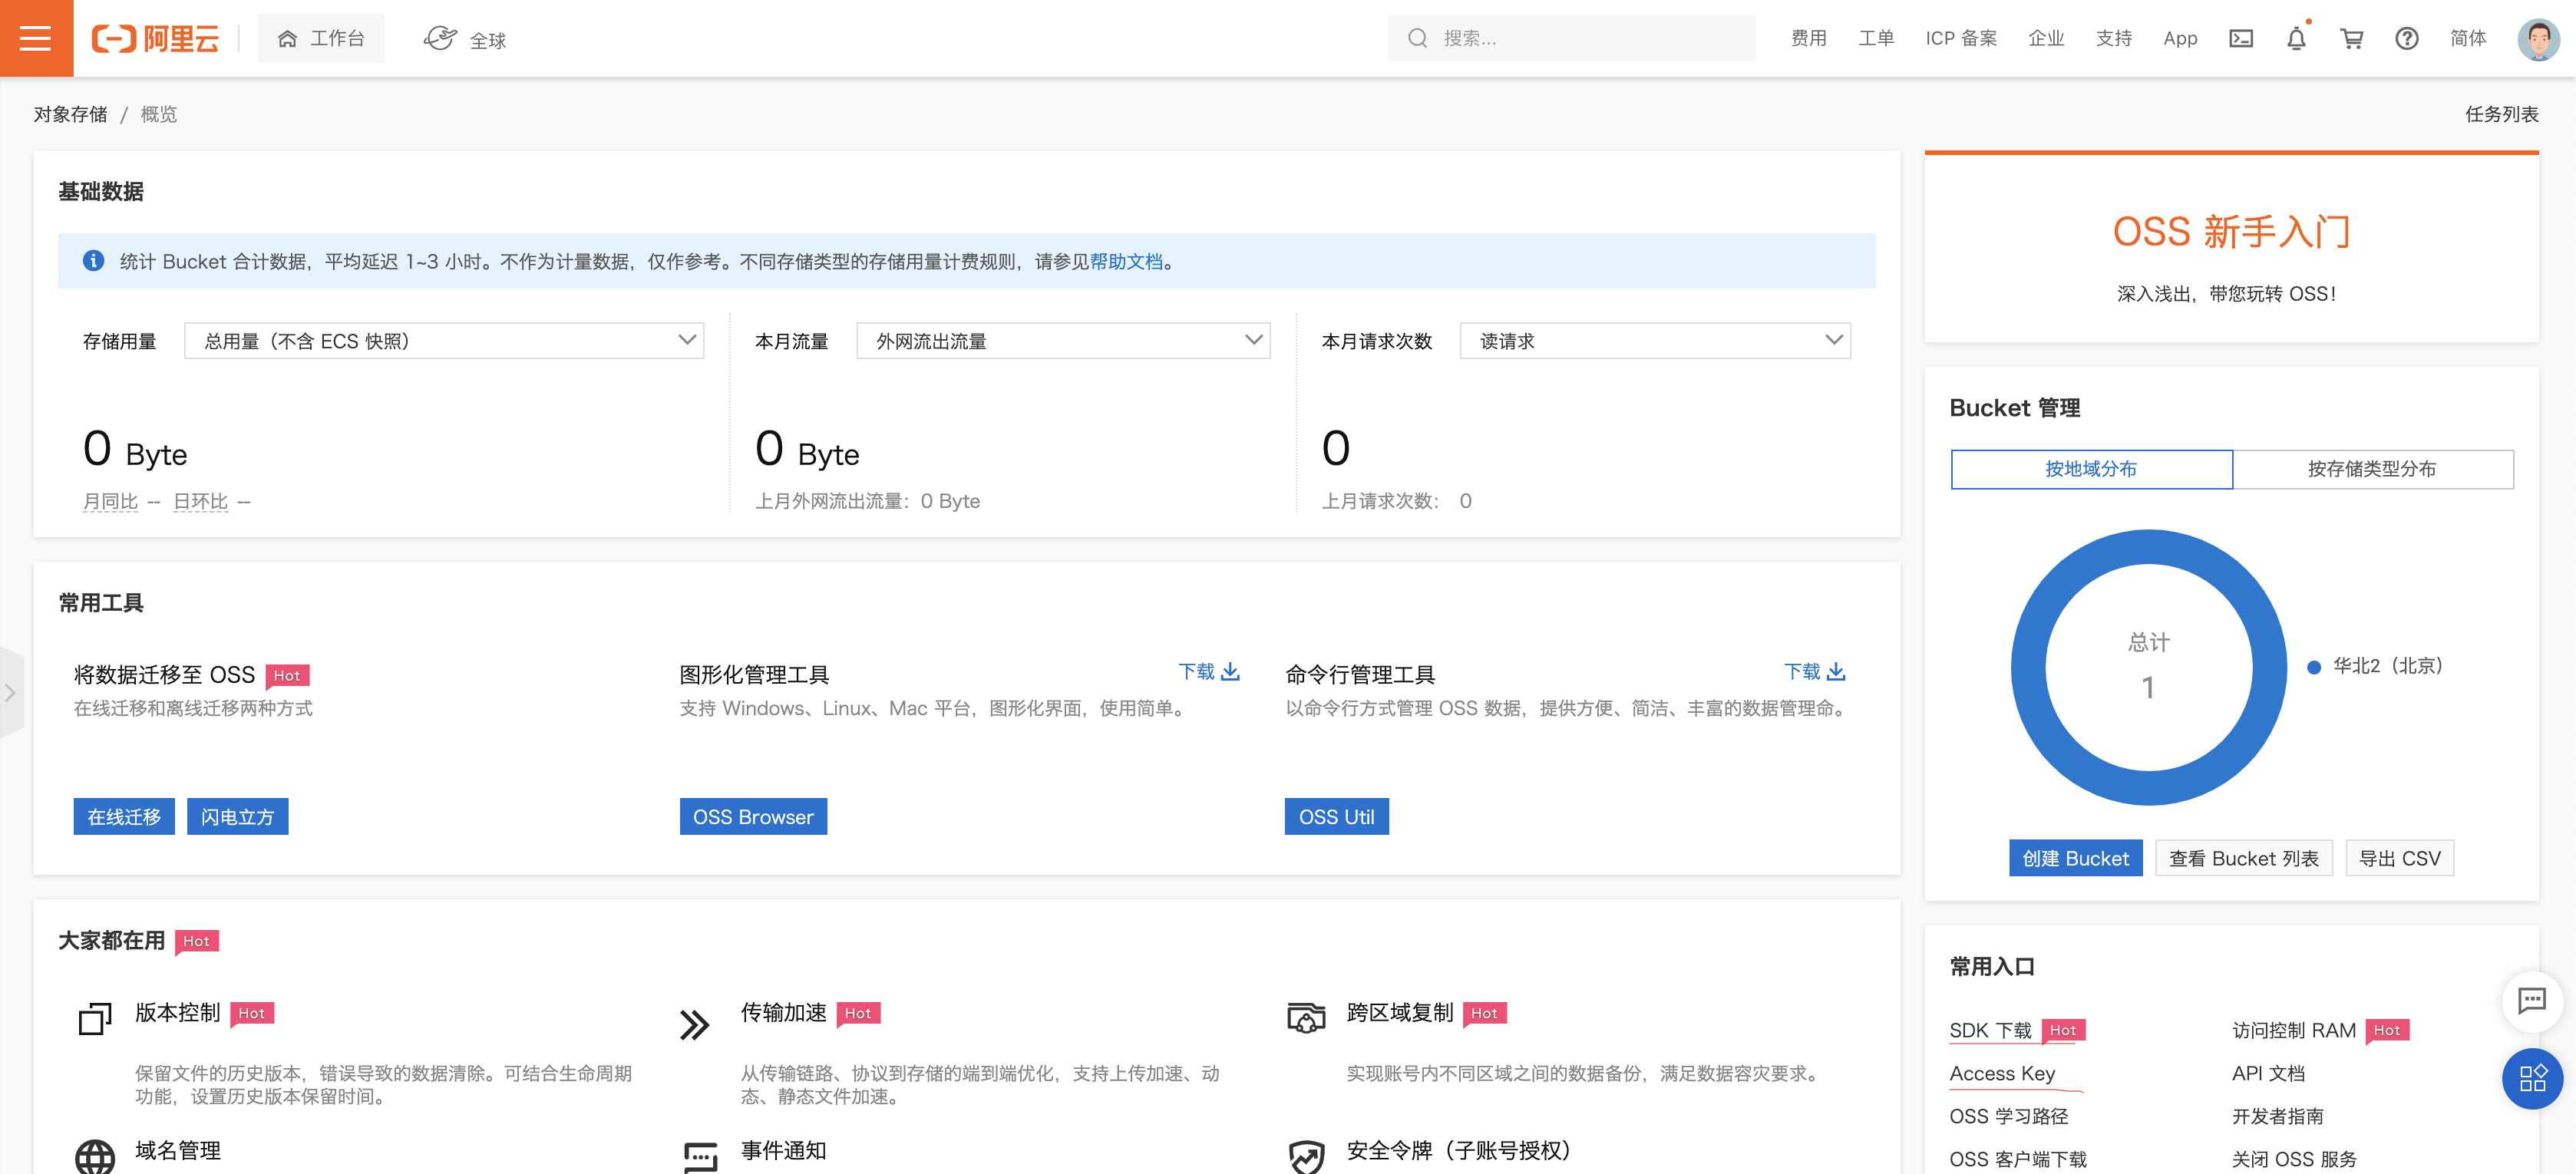 阿里云
工作台
全球
搜索...
费用
工单
ICP 备案
企业
支持
App
简体
对象存储 / 概览
任务列表
基础数据
统计 Bucket 合计数据，平均延迟 1~3 小时。不作为计量数据，仅作参考。不同存储类型的存储用量计费规则，请参见帮助文档。
存储用量
总用量（不含 ECS 快照）
0 Byte
月同比 -- 日环比 --
本月流量
外网流出流量
0 Byte
上月外网流出流量：0 Byte
本月请求次数
读请求
0
上月请求次数： 0
常用工具
将数据迁移至 OSS Hot
在线迁移和离线迁移两种方式
在线迁移
闪电立方
图形化管理工具
下载
支持 Windows、Linux、Mac 平台，图形化界面，使用简单。
OSS Browser
命令行管理工具
下载
以命令行方式管理 OSS 数据，提供方便、简洁、丰富的数据管理命。
OSS Util
大家都在用 Hot
版本控制 Hot
保留文件的历史版本，错误导致的数据清除。可结合生命周期
功能，设置历史版本保留时间。
传输加速 Hot
从传输链路、协议到存储的端到端优化，支持上传加速、动
态、静态文件加速。
跨区域复制 Hot
实现账号内不同区域之间的数据备份，满足数据容灾要求。
域名管理
事件通知
安全令牌（子账号授权）
OSS 新手入门
深入浅出，带您玩转 OSS！
Bucket 管理
按地域分布
按存储类型分布
总计
1
华北2（北京）
创建 Bucket
查看 Bucket 列表
导出 CSV
常用入口
SDK 下载 Hot
访问控制 RAM Hot
Access Key
API 文档
OSS 学习路径
开发者指南
OSS 客户端下载
关闭 OSS 服务